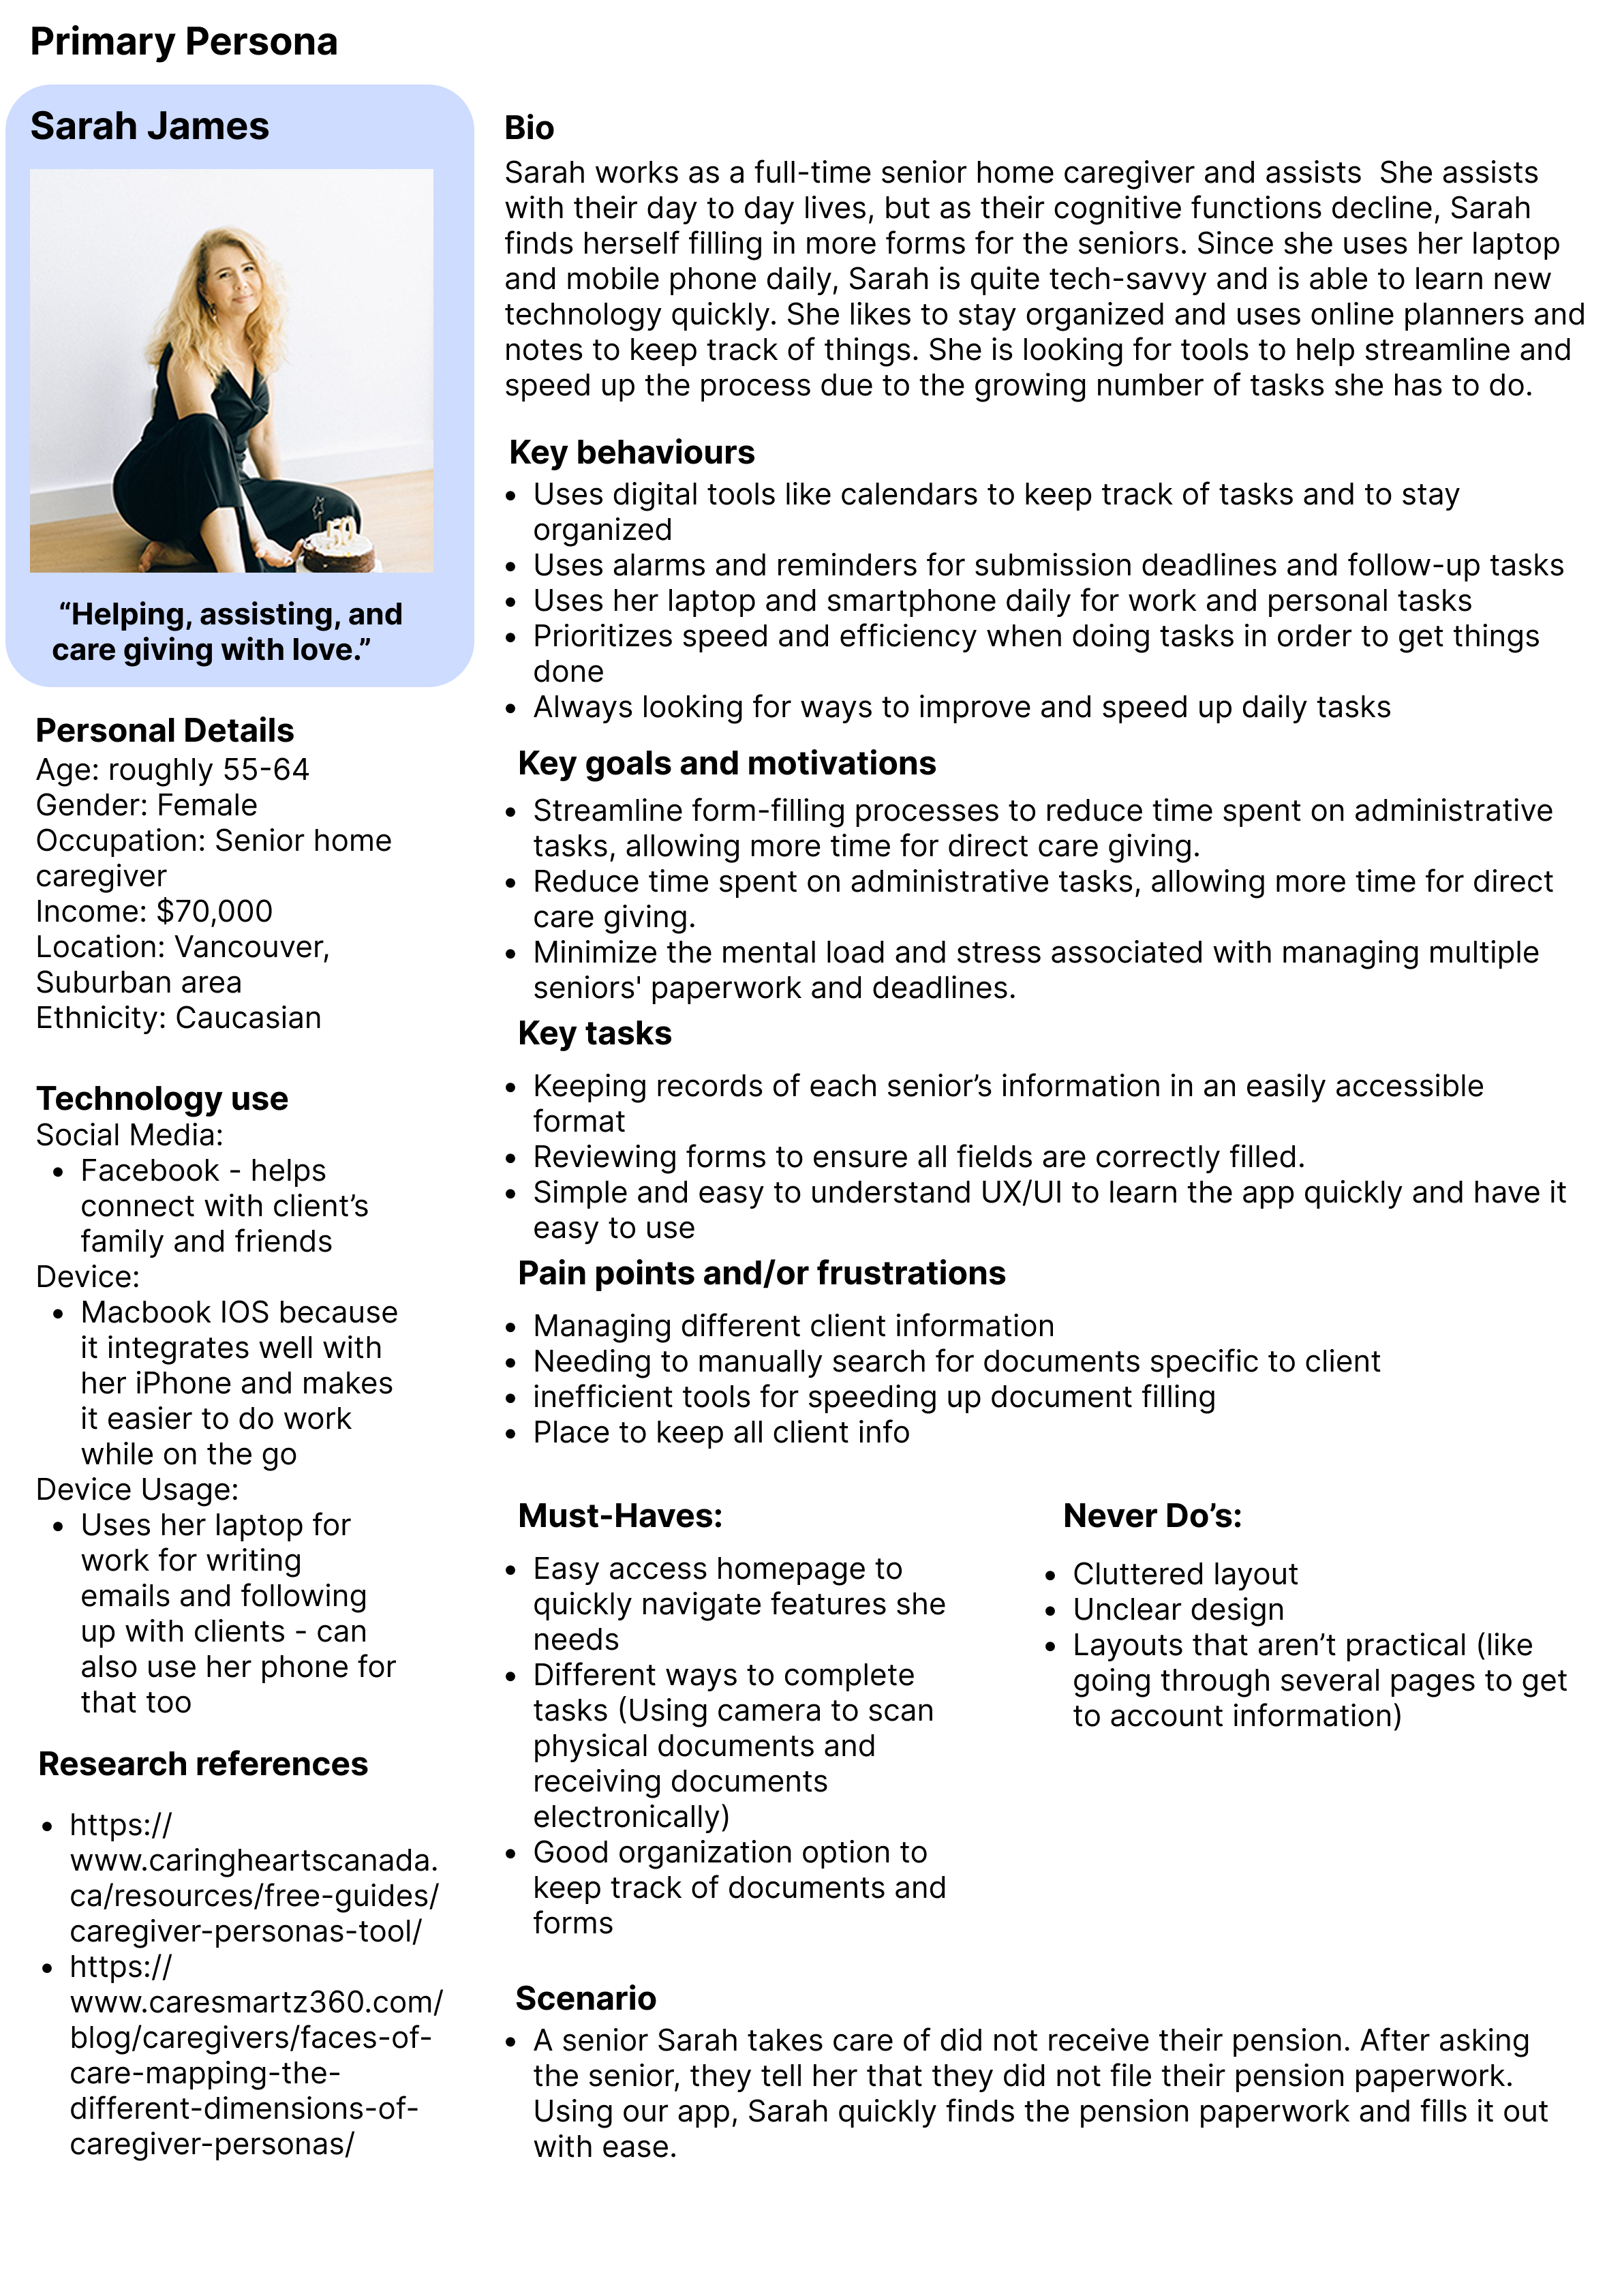 Primary Persona
Sarah James
“Helping, assisting, and
care giving with love.”
Personal Details
Age: roughly 55-64
Gender: Female
Occupation: Senior home
caregiver
Income: $70,000
Location: Vancouver,
Suburban area
Ethnicity: Caucasian
Technology use
Social Media:
• Facebook - helps
connect with client’s
family and friends
Device:
• Macbook IOS because
it integrates well with
her iPhone and makes
it easier to do work
while on the go
Device Usage:
• Uses her laptop for
work for writing
emails and following
up with clients - can
also use her phone for
that too
Research references
• https://
www.caringheartscanada.
ca/resources/free-guides/
caregiver-personas-tool/
• https://
www.caresmartz360.com/
blog/caregivers/faces-of-
care-mapping-the-
different-dimensions-of-
caregiver-personas/
Bio
Sarah works as a full-time senior home caregiver and assists  She assists
with their day to day lives, but as their cognitive functions decline, Sarah
finds herself filling in more forms for the seniors. Since she uses her laptop
and mobile phone daily, Sarah is quite tech-savvy and is able to learn new
technology quickly. She likes to stay organized and uses online planners and
notes to keep track of things. She is looking for tools to help streamline and
speed up the process due to the growing number of tasks she has to do.
Key behaviours
• Uses digital tools like calendars to keep track of tasks and to stay
organized
• Uses alarms and reminders for submission deadlines and follow-up tasks
• Uses her laptop and smartphone daily for work and personal tasks
• Prioritizes speed and efficiency when doing tasks in order to get things
done
• Always looking for ways to improve and speed up daily tasks
Key goals and motivations
• Streamline form-filling processes to reduce time spent on administrative
tasks, allowing more time for direct care giving.
• Reduce time spent on administrative tasks, allowing more time for direct
care giving.
• Minimize the mental load and stress associated with managing multiple
seniors' paperwork and deadlines.
Key tasks
• Keeping records of each senior’s information in an easily accessible
format
• Reviewing forms to ensure all fields are correctly filled.
• Simple and easy to understand UX/UI to learn the app quickly and have it
easy to use
Pain points and/or frustrations
• Managing different client information
• Needing to manually search for documents specific to client
• inefficient tools for speeding up document filling
• Place to keep all client info
Must-Haves:
• Easy access homepage to
quickly navigate features she
needs
• Different ways to complete
tasks (Using camera to scan
physical documents and
receiving documents
electronically)
• Good organization option to
keep track of documents and
forms
Never Do’s:
• Cluttered layout
• Unclear design
• Layouts that aren’t practical (like
going through several pages to get
to account information)
Scenario
• A senior Sarah takes care of did not receive their pension. After asking
the senior, they tell her that they did not file their pension paperwork.
Using our app, Sarah quickly finds the pension paperwork and fills it out
with ease.
50